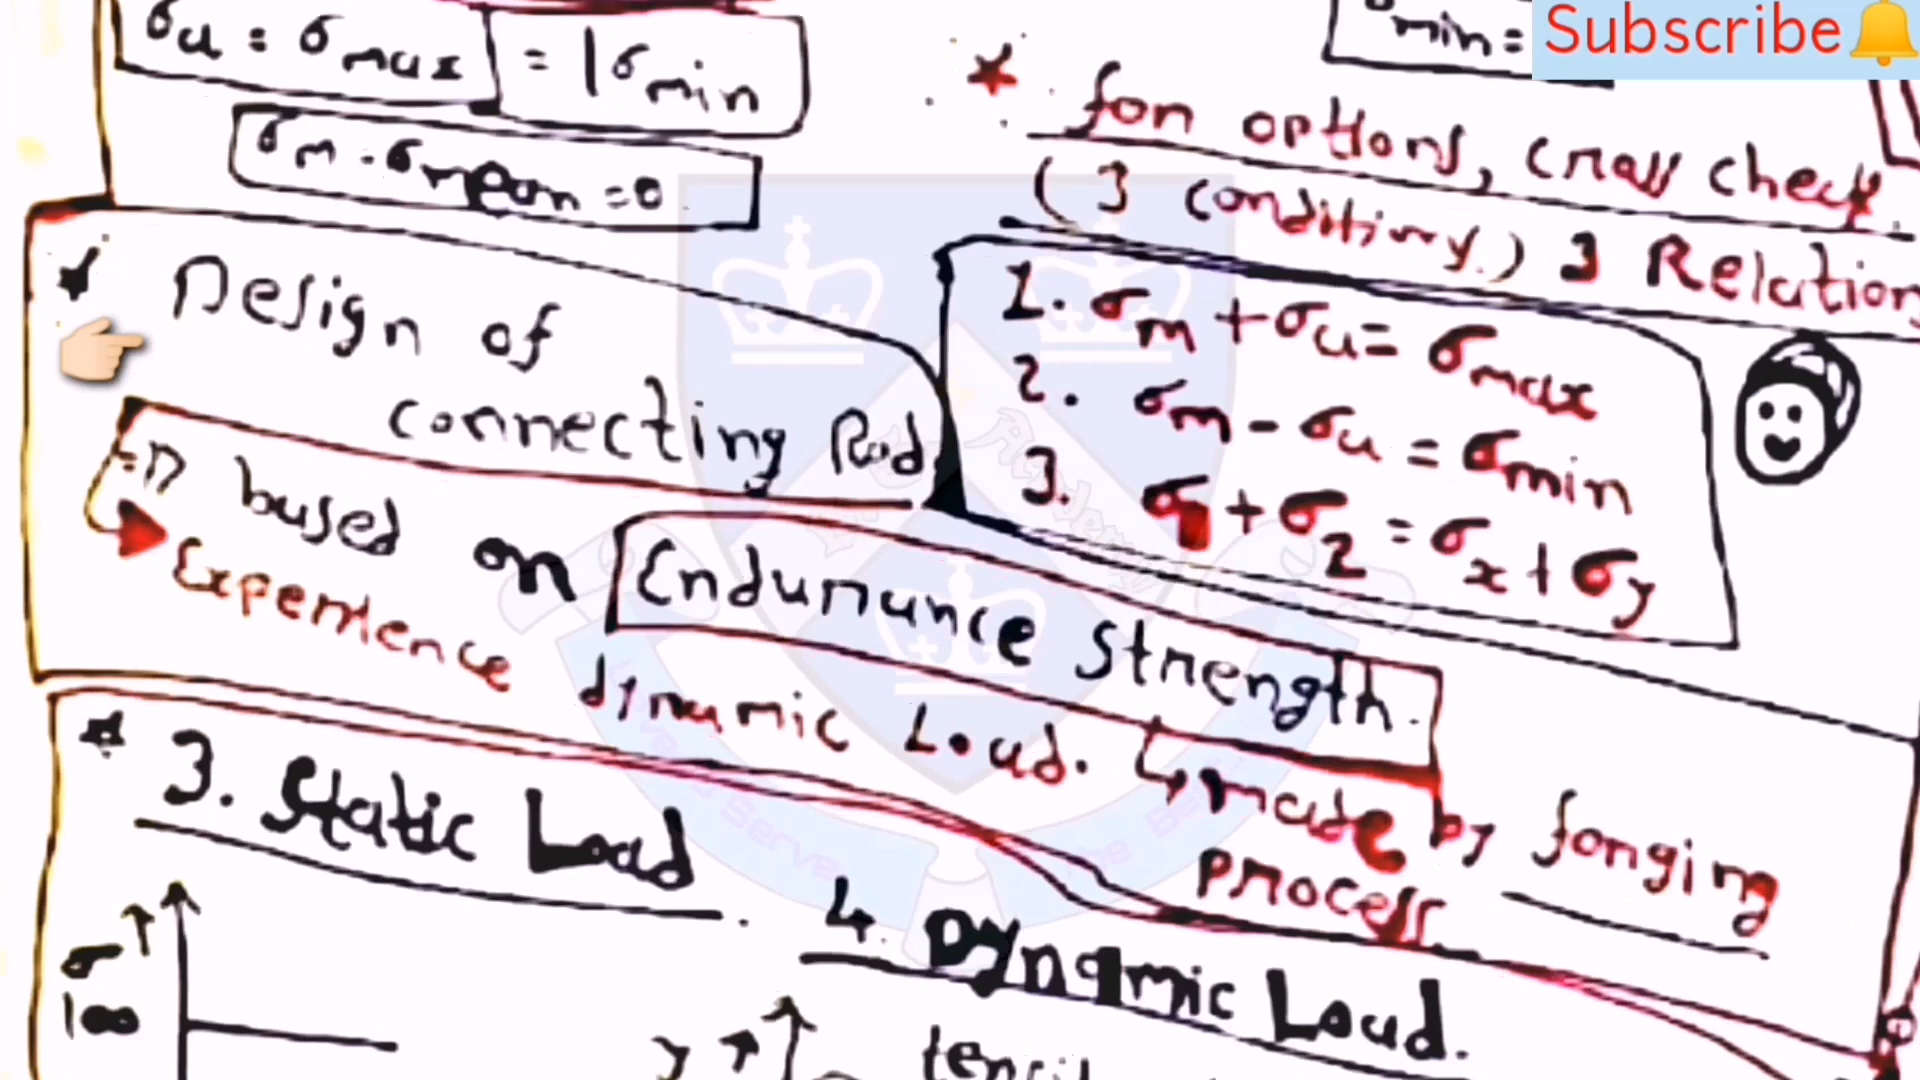 σa = σmax = |σmin
σm = σmean = 0
σmin =
Subscribe
★ for options, cross check
(3 conditions.) 3 Relation
1. σm + σa = σmax
2. σm - σa = σmin
3. σ1 + σ2 = σx + σy
★ Design of
connecting Rod
=D based on Endurance Strength.
Experience dynamic Load.
↳ made by forging
process
★ 3. Static Load
σ ↑
100
4. Dynamic Load.